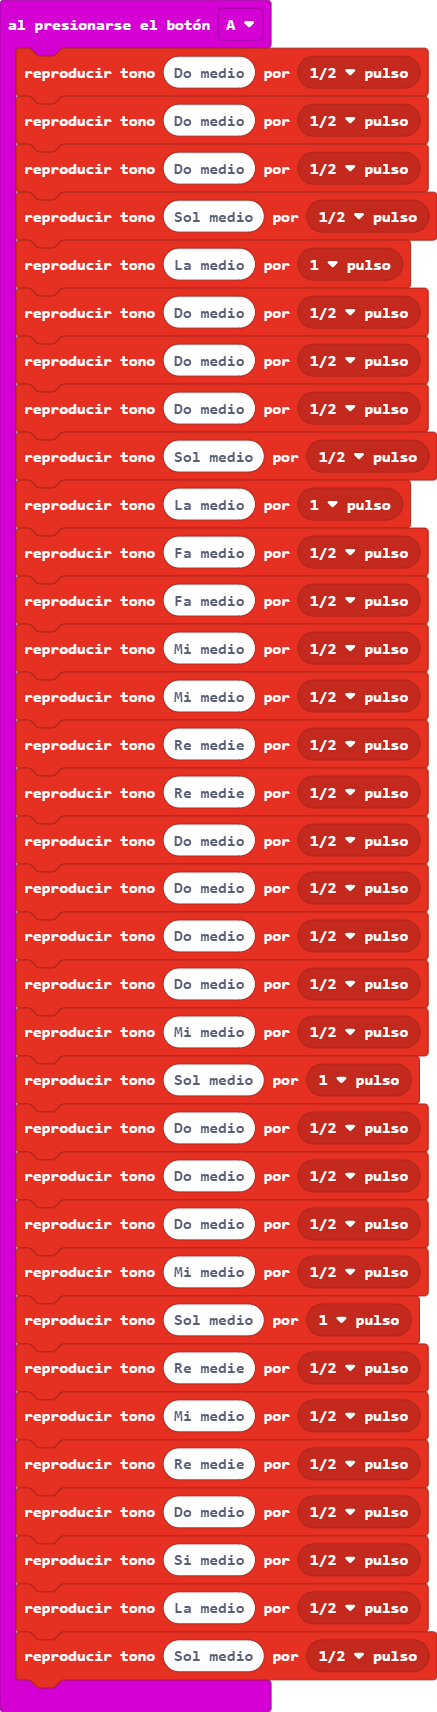 al presionarse el botón A
reproducir tono Do medio por 1/2 pulso
reproducir tono Do medio por 1/2 pulso
reproducir tono Do medio por 1/2 pulso
reproducir tono Sol medio por 1/2 pulso
reproducir tono La medio por 1 pulso
reproducir tono Do medio por 1/2 pulso
reproducir tono Do medio por 1/2 pulso
reproducir tono Do medio por 1/2 pulso
reproducir tono Sol medio por 1/2 pulso
reproducir tono La medio por 1 pulso
reproducir tono Fa medio por 1/2 pulso
reproducir tono Fa medio por 1/2 pulso
reproducir tono Mi medio por 1/2 pulso
reproducir tono Mi medio por 1/2 pulso
reproducir tono Re medie por 1/2 pulso
reproducir tono Re medie por 1/2 pulso
reproducir tono Do medio por 1/2 pulso
reproducir tono Do medio por 1/2 pulso
reproducir tono Do medio por 1/2 pulso
reproducir tono Do medio por 1/2 pulso
reproducir tono Mi medio por 1/2 pulso
reproducir tono Sol medio por 1 pulso
reproducir tono Do medio por 1/2 pulso
reproducir tono Do medio por 1/2 pulso
reproducir tono Do medio por 1/2 pulso
reproducir tono Mi medio por 1/2 pulso
reproducir tono Sol medio por 1 pulso
reproducir tono Re medie por 1/2 pulso
reproducir tono Mi medio por 1/2 pulso
reproducir tono Re medie por 1/2 pulso
reproducir tono Do medio por 1/2 pulso
reproducir tono Si medio por 1/2 pulso
reproducir tono La medio por 1/2 pulso
reproducir tono Sol medio por 1/2 pulso